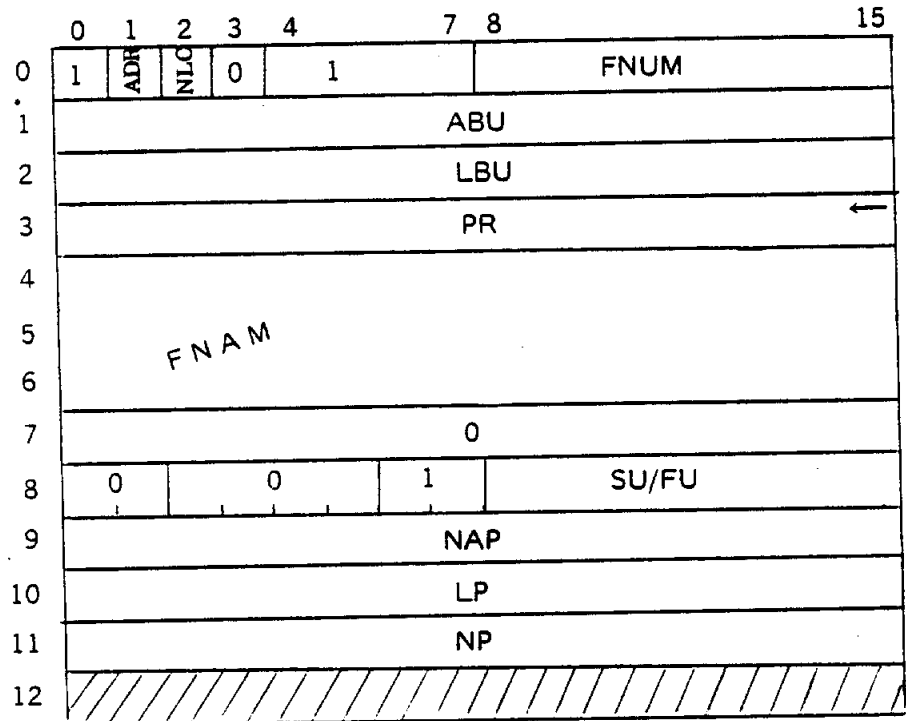 0 1 2 3 4 7 8 15
0 1 ADR NLO 0 1 FNUM
1 ABU
2 LBU
3 PR ←
4
5 FNAM
6
7 0
8 0 0 1 SU/FU
9 NAP
10 LP
11 NP
12